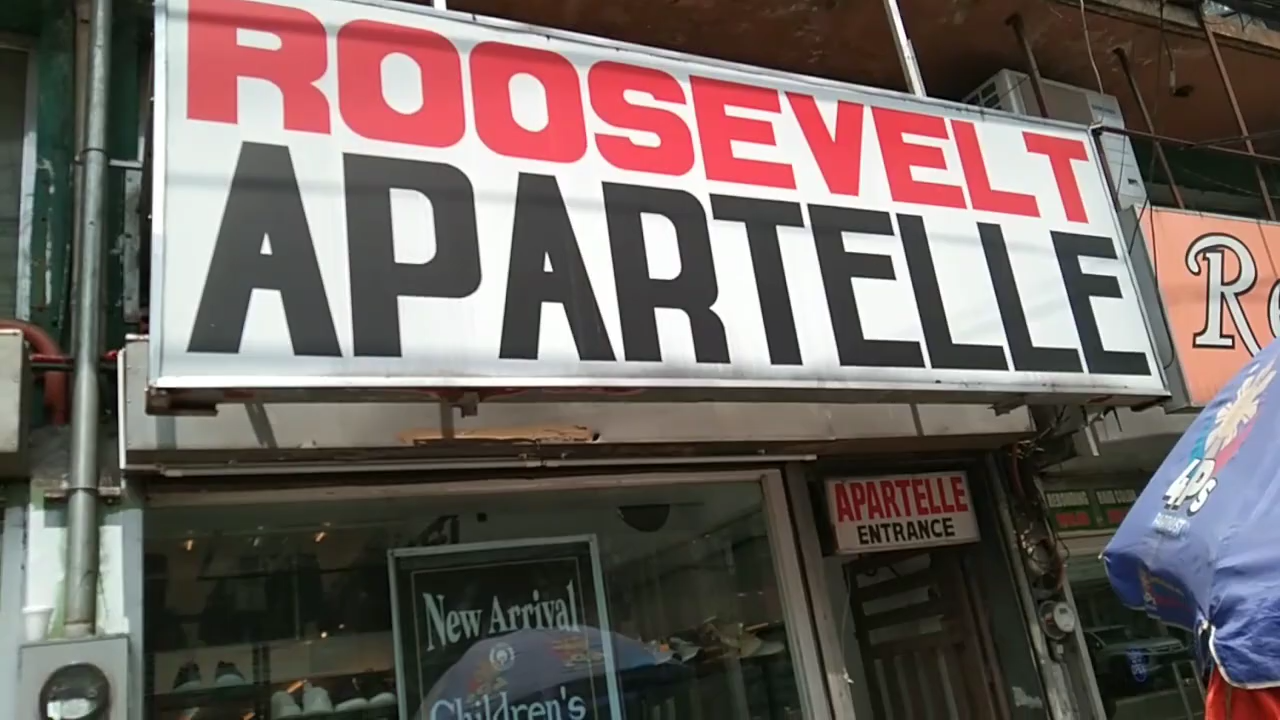 ROOSEVELT
APARTELLE
APARTELLE
ENTRANCE
New Arrival
Children's
4Ps